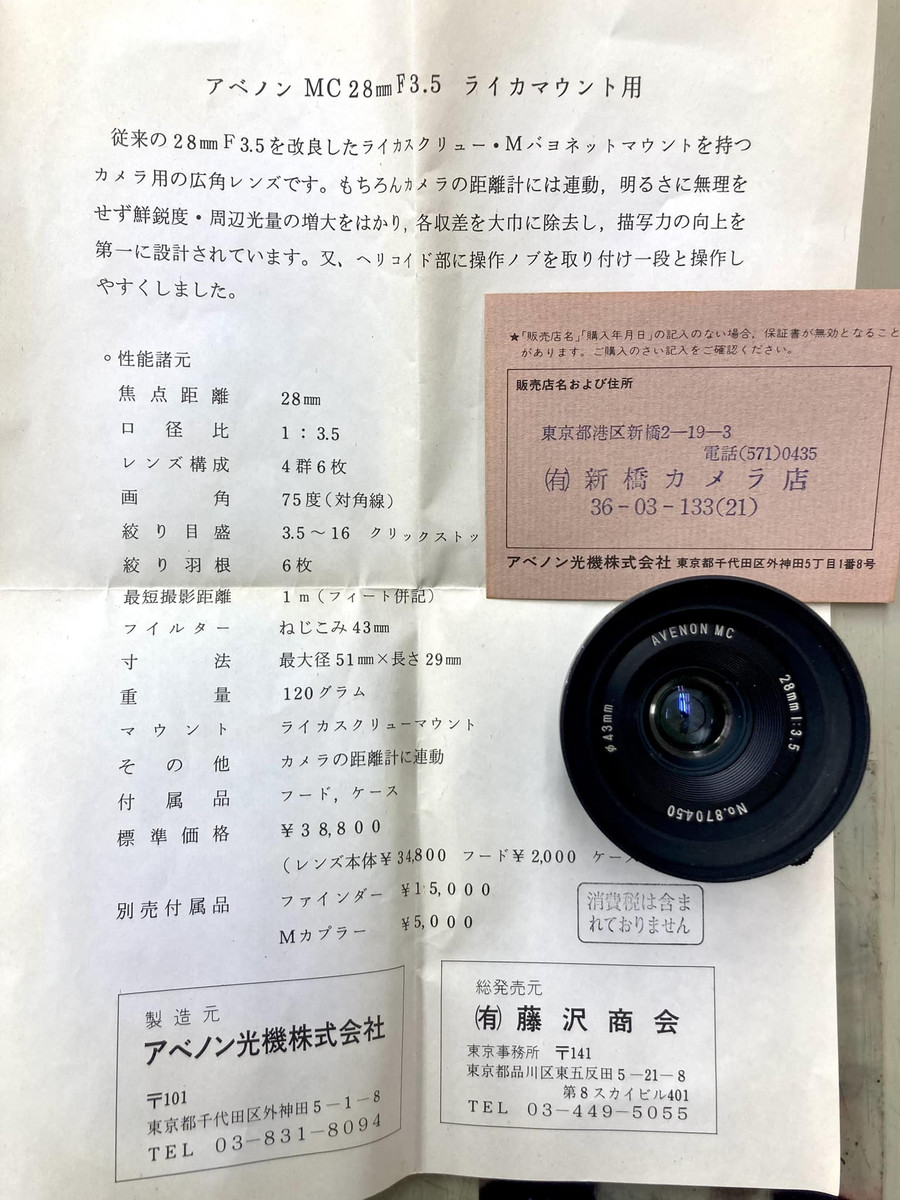 アベノン MC 28mm F3.5 ライカマウント用
従来の28mm F3.5を改良したライカスクリュー・Mバヨネットマウントを持つ
カメラ用の広角レンズです。もちろんカメラの距離計には連動，明るさに無理を
せず鮮鋭度・周辺光量の増大をはかり，各収差を大巾に除去し，描写力の向上を
第一に設計されています。又、ヘリコイド部に操作ノブを取り付け一段と操作し
やすくしました。
○性能諸元
焦点距離 28mm
口径比 1：3.5
レンズ構成 4群6枚
画角 75度（対角線）
絞り目盛 3.5～16 クリックストッ
絞り羽根 6枚
最短撮影距離 1m（フィート併記）
フイルター ねじこみ43mm
寸法 最大径51mm×長さ29mm
重量 120グラム
マウント ライカスクリューマウント
その他 カメラの距離計に連動
付属品 フード，ケース
標準価格 ￥38,800
（レンズ本体￥34,800 フード￥2,000 ケース
別売付属品 ファインダー ￥15,000
Mカプラー ￥5,000
消費税は含ま
れておりません
製造元
アベノン光機株式会社
〒101
東京都千代田区外神田5－1－8
TEL 03－831－8094
総発売元
㈲藤沢商会
東京事務所 〒141
東京都品川区東五反田5－21－8
第8スカイビル401
TEL 03－449－5055
★「販売店名」「購入年月日」の記入のない場合，保証書が無効となること
があります。ご購入のさい記入をご確認ください。
販売店名および住所
東京都港区新橋2―19―3
電話(571)0435
㈲新橋カメラ店
36－03－133(21)
アベノン光機株式会社 東京都千代田区外神田5丁目1番8号
AVENON MC
28mm 1:3.5
No.870450
φ43mm